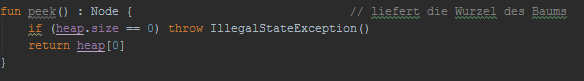 fun peek() : Node { // liefert die Wurzel des Baums
if (heap.size == 0) throw IllegalStateException()
return heap[0]
}